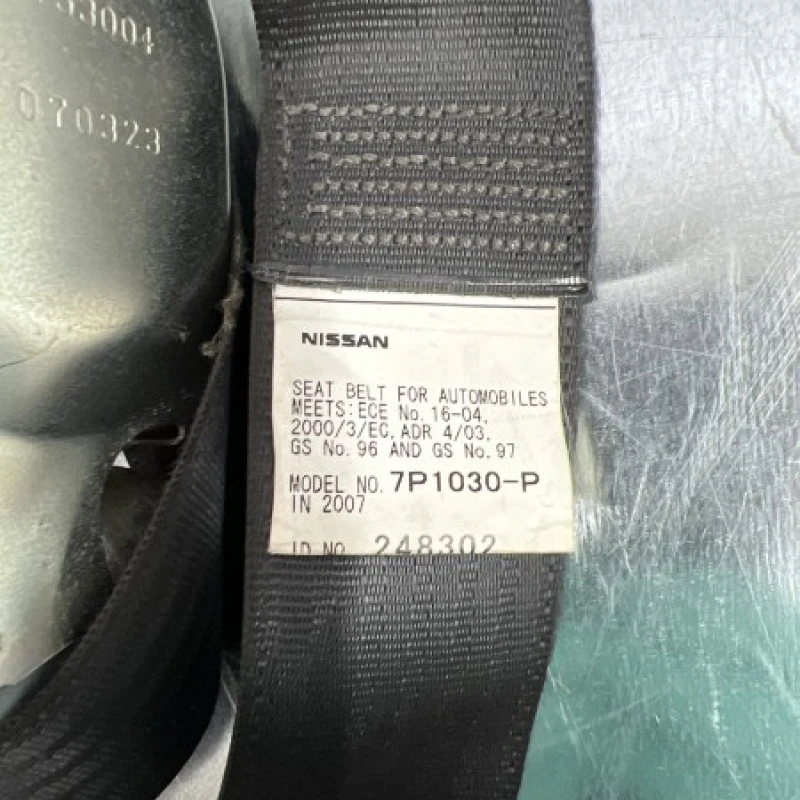 53004
070323
NISSAN
SEAT BELT FOR AUTOMOBILES
MEETS:ECE No. 16-04,
2000/3/EC, ADR 4/03,
GS No. 96 AND GS No. 97
MODEL NO. 7P1030-P
IN 2007
ID NO. 248302